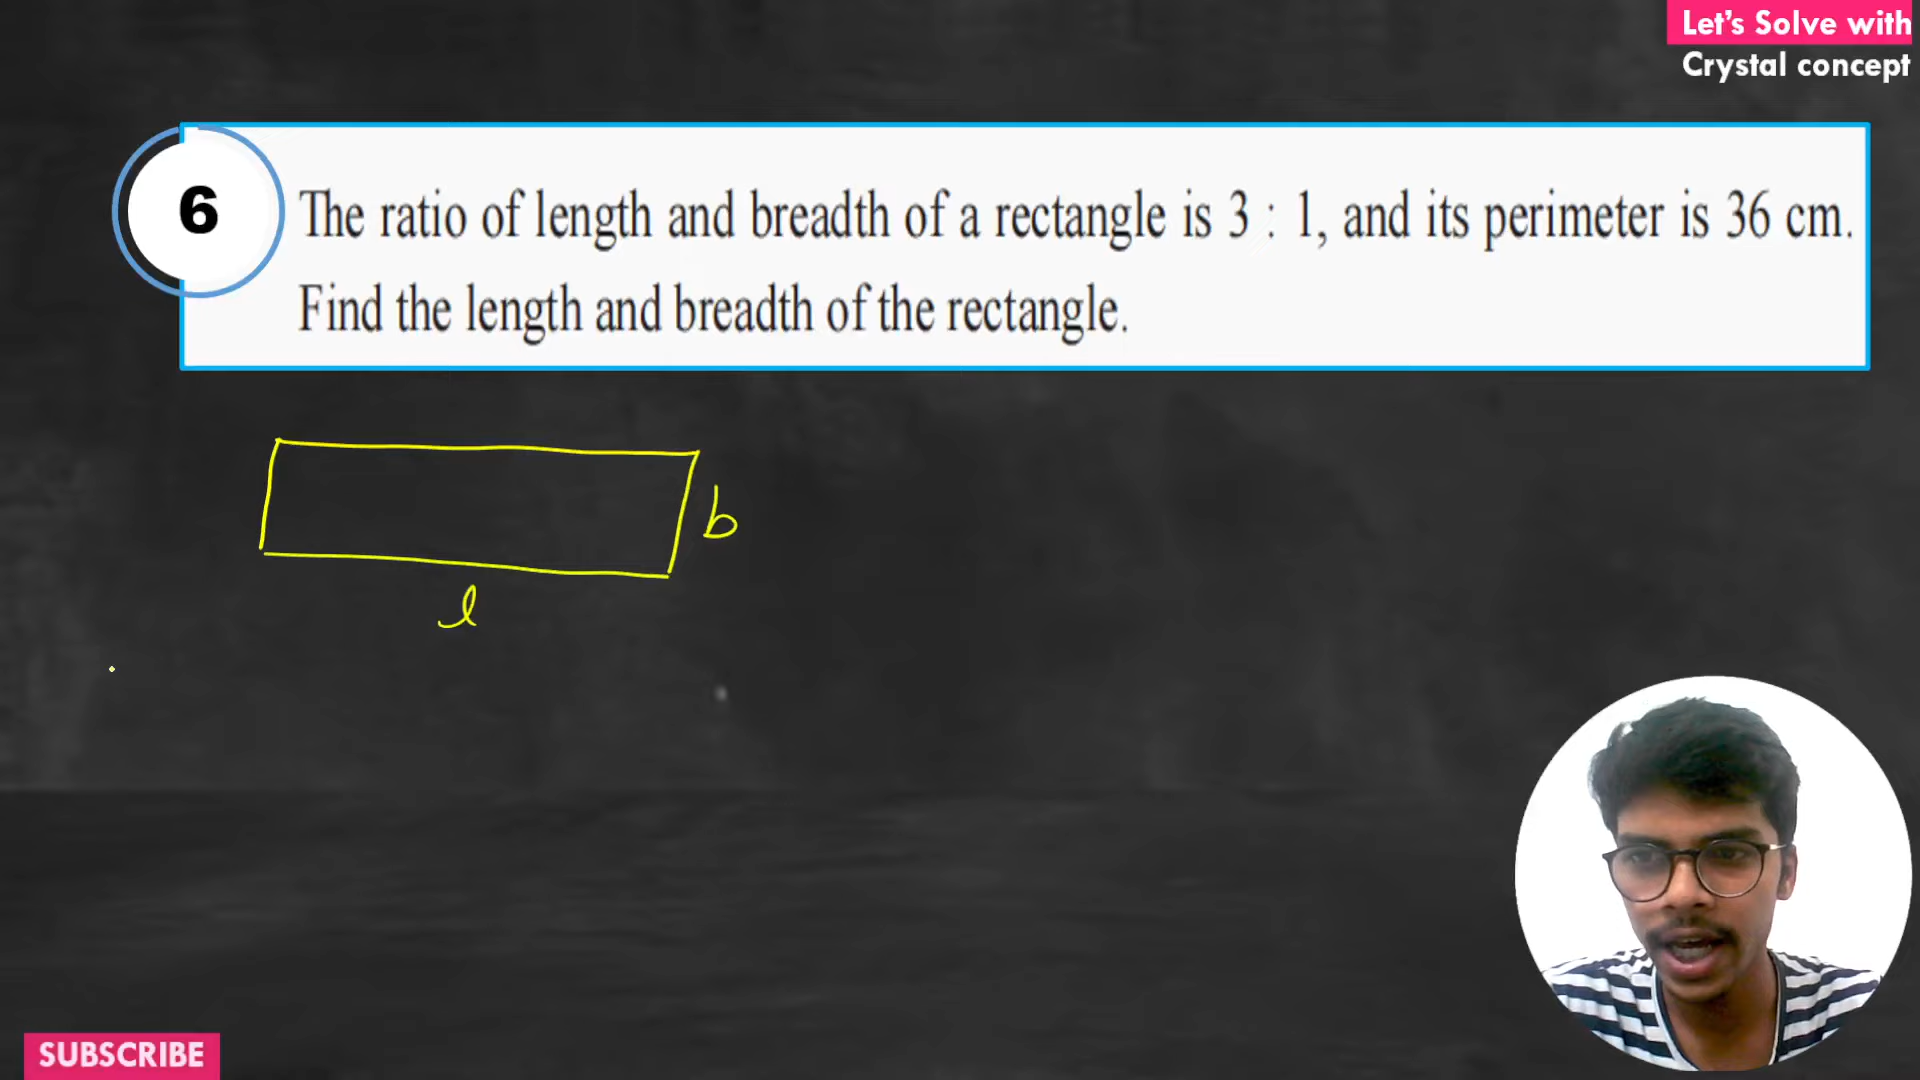 Let's Solve with
Crystal concept
6
The ratio of length and breadth of a rectangle is 3 : 1, and its perimeter is 36 cm.
Find the length and breadth of the rectangle.
b
l
SUBSCRIBE